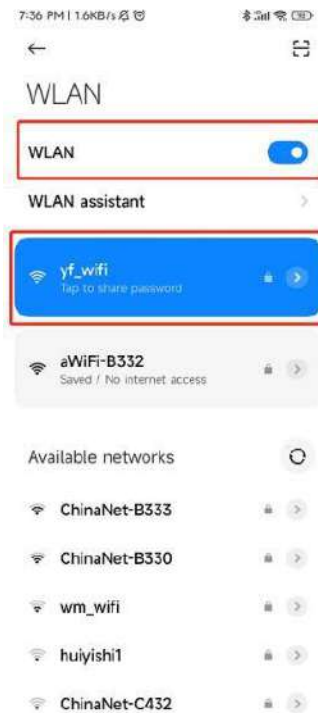 7:36 PM | 1.6KB/s
WLAN
WLAN
WLAN assistant
yf_wifi
Tap to share password
aWiFi-B332
Saved / No internet access
Available networks
ChinaNet-B333
ChinaNet-B330
wm_wifi
huiyishi1
ChinaNet-C432